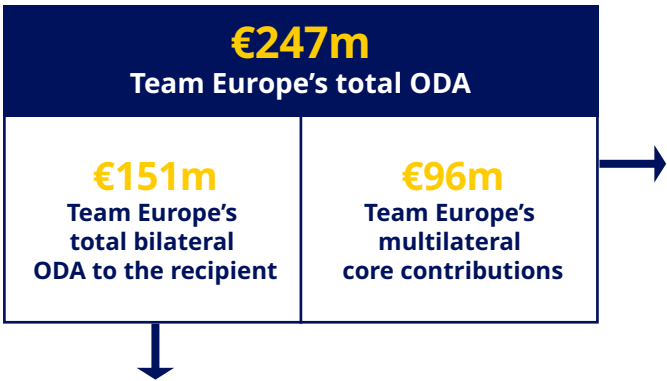 €247m
Team Europe’s total ODA
€151m
Team Europe’s
total bilateral
ODA to the recipient
€96m
Team Europe’s
multilateral
core contributions